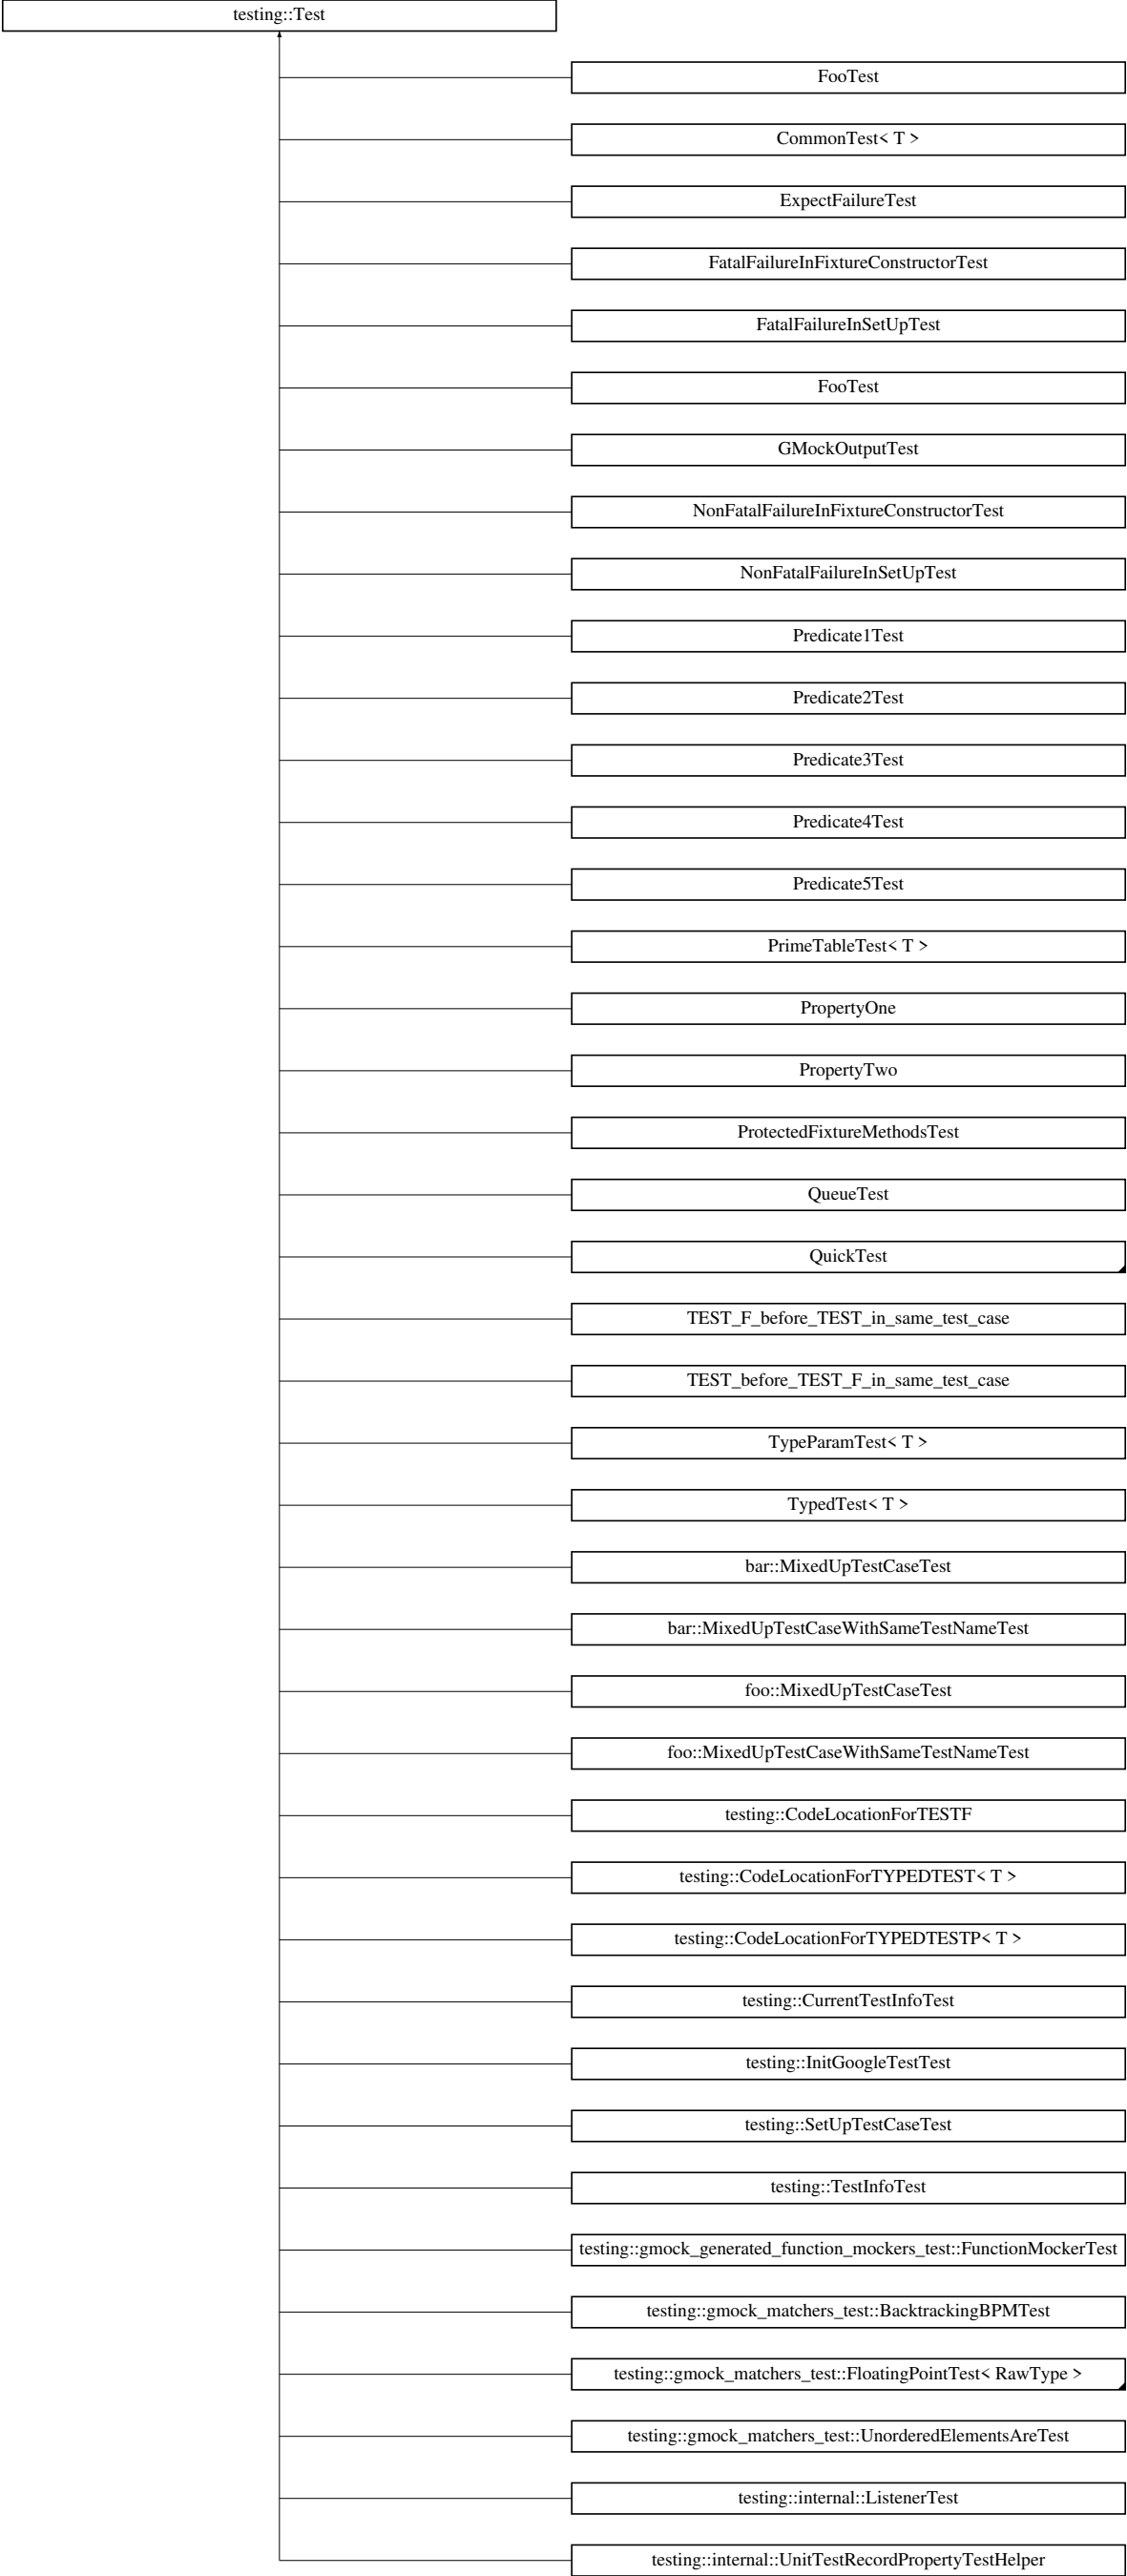 testing::Test
FooTest
CommonTest< T >
ExpectFailureTest
FatalFailureInFixtureConstructorTest
FatalFailureInSetUpTest
FooTest
GMockOutputTest
NonFatalFailureInFixtureConstructorTest
NonFatalFailureInSetUpTest
Predicate1Test
Predicate2Test
Predicate3Test
Predicate4Test
Predicate5Test
PrimeTableTest< T >
PropertyOne
PropertyTwo
ProtectedFixtureMethodsTest
QueueTest
QuickTest
TEST_F_before_TEST_in_same_test_case
TEST_before_TEST_F_in_same_test_case
TypeParamTest< T >
TypedTest< T >
bar::MixedUpTestCaseTest
bar::MixedUpTestCaseWithSameTestNameTest
foo::MixedUpTestCaseTest
foo::MixedUpTestCaseWithSameTestNameTest
testing::CodeLocationForTESTF
testing::CodeLocationForTYPEDTEST< T >
testing::CodeLocationForTYPEDTESTP< T >
testing::CurrentTestInfoTest
testing::InitGoogleTestTest
testing::SetUpTestCaseTest
testing::TestInfoTest
testing::gmock_generated_function_mockers_test::FunctionMockerTest
testing::gmock_matchers_test::BacktrackingBPMTest
testing::gmock_matchers_test::FloatingPointTest< RawType >
testing::gmock_matchers_test::UnorderedElementsAreTest
testing::internal::ListenerTest
testing::internal::UnitTestRecordPropertyTestHelper